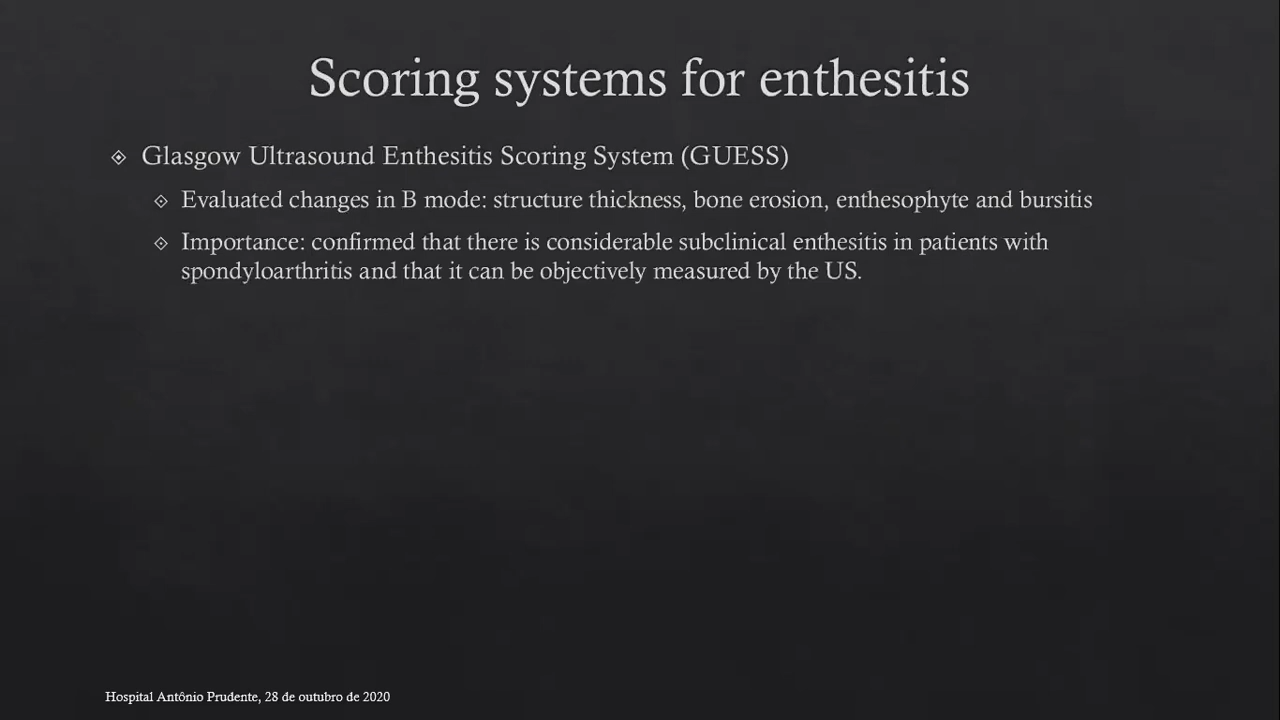 Scoring systems for enthesitis
Glasgow Ultrasound Enthesitis Scoring System (GUESS)
Evaluated changes in B mode: structure thickness, bone erosion, enthesophyte and bursitis
Importance: confirmed that there is considerable subclinical enthesitis in patients with
spondyloarthritis and that it can be objectively measured by the US.
Hospital Antônio Prudente, 28 de outubro de 2020